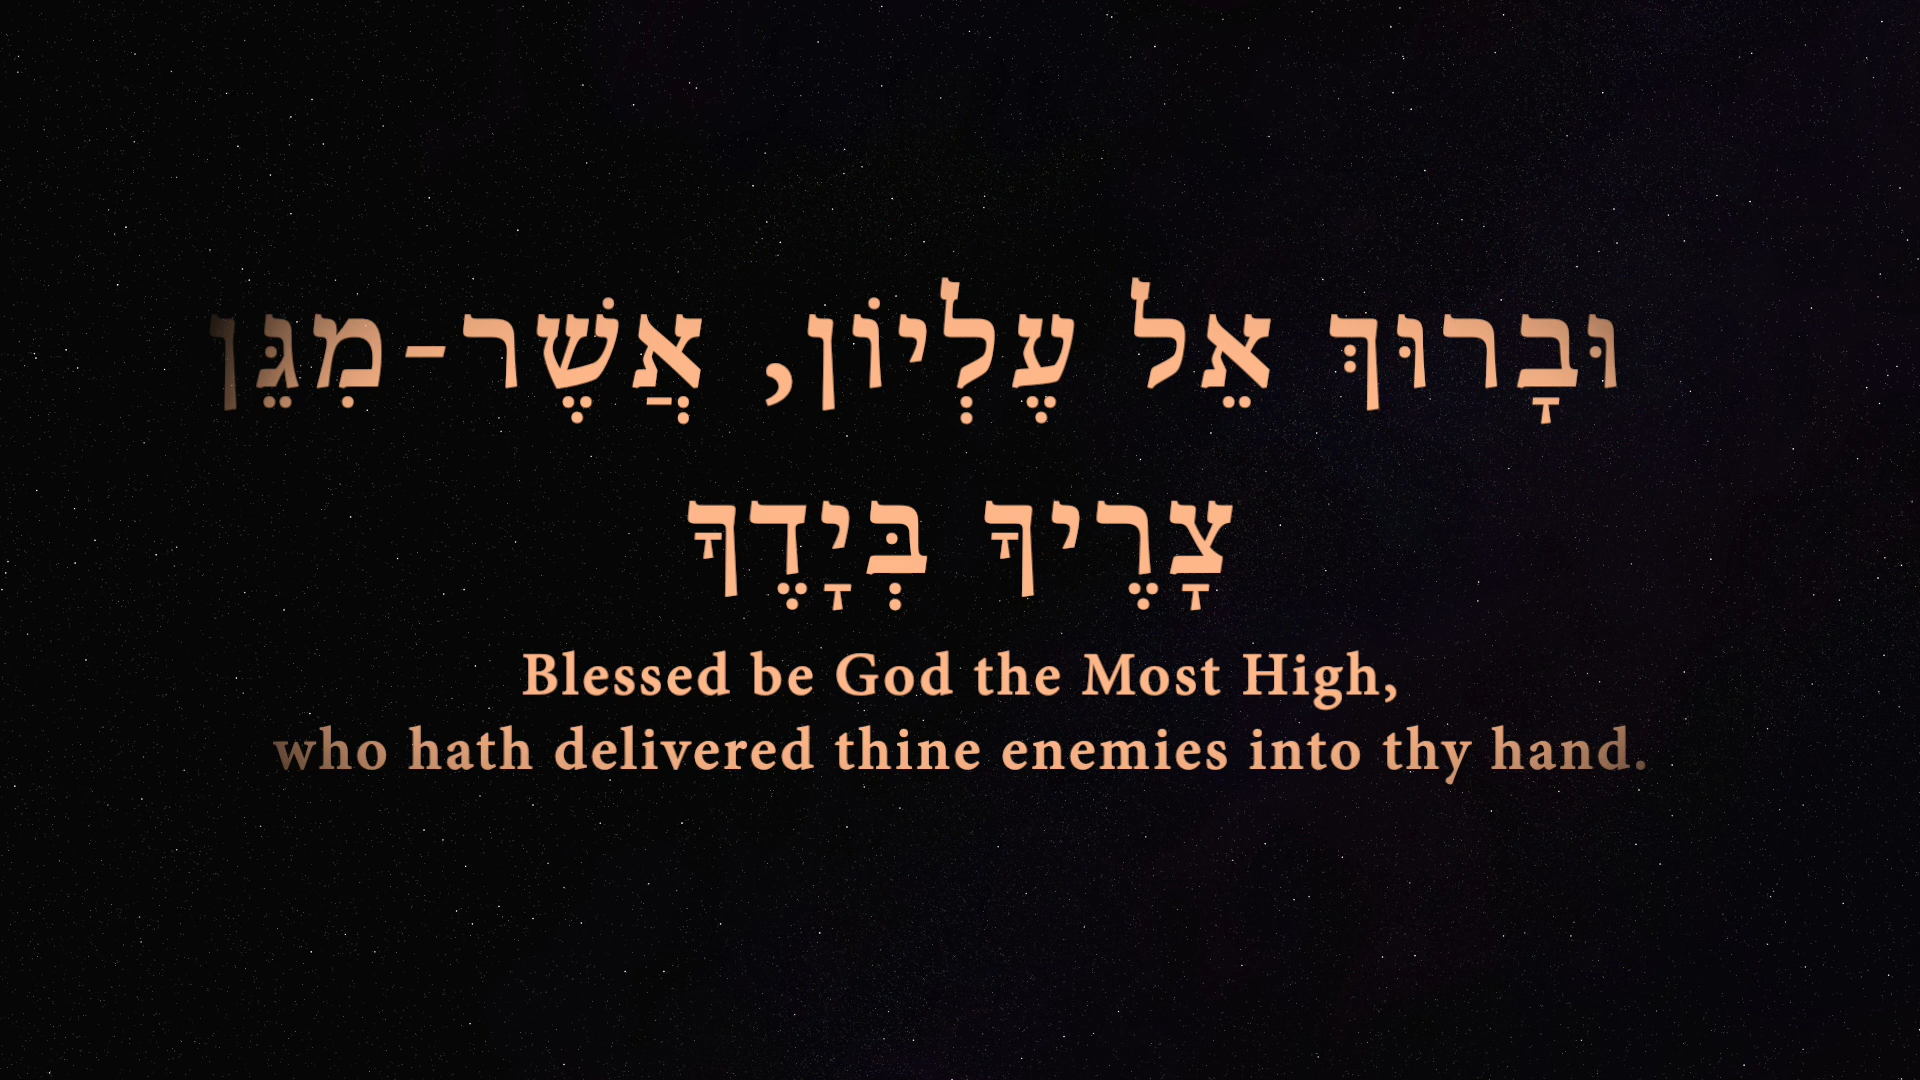 וּבָרוּךְ אֵל עֶלְיוֹן, אֲשֶׁר-מִגֵּן
צָרֶיךָ בְּיָדֶךָ
Blessed be God the Most High,
who hath delivered thine enemies into thy hand.